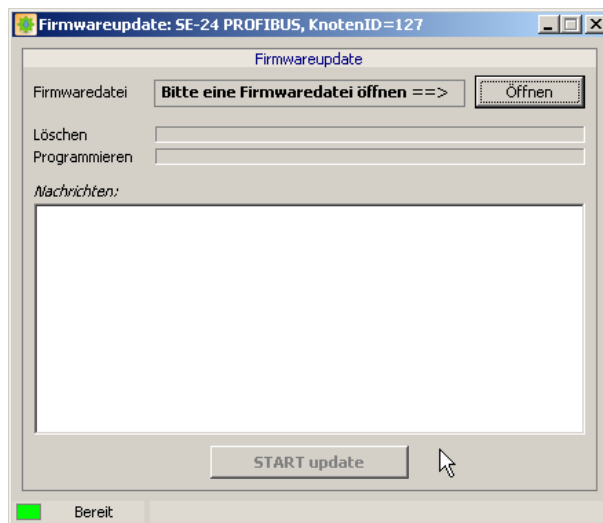 Firmwareupdate: SE-24 PROFIBUS, KnotenID=127
Firmwareupdate
Firmwaredatei Bitte eine Firmwaredatei öffnen ==> Öffnen
Löschen
Programmieren
Nachrichten:
START update
Bereit